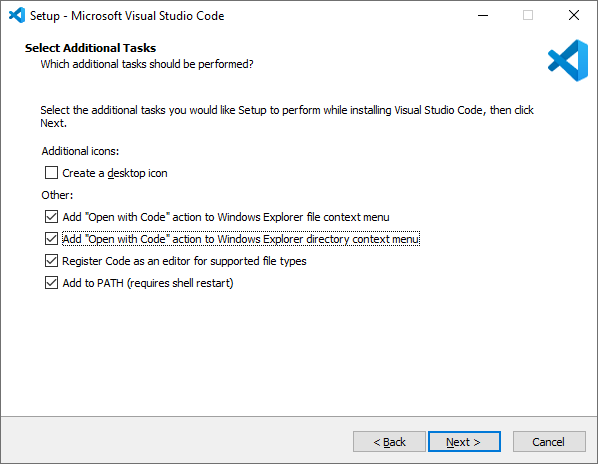 Setup - Microsoft Visual Studio Code
Select Additional Tasks
Which additional tasks should be performed?
Select the additional tasks you would like Setup to perform while installing Visual Studio Code, then click
Next.
Additional icons:
Create a desktop icon
Other:
Add "Open with Code" action to Windows Explorer file context menu
Add "Open with Code" action to Windows Explorer directory context menu
Register Code as an editor for supported file types
Add to PATH (requires shell restart)
< Back Next > Cancel